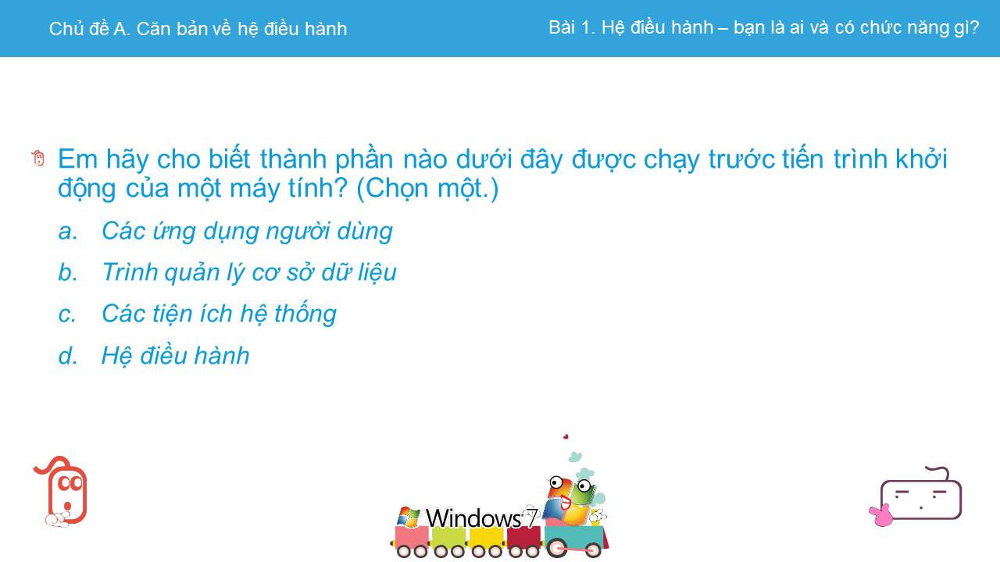 Chủ đề A. Căn bản về hệ điều hành
Bài 1. Hệ điều hành – bạn là ai và có chức năng gì?
Em hãy cho biết thành phần nào dưới đây được chạy trước tiến trình khởi
động của một máy tính? (Chọn một.)
a. Các ứng dụng người dùng
b. Trình quản lý cơ sở dữ liệu
c. Các tiện ích hệ thống
d. Hệ điều hành
Windows 7